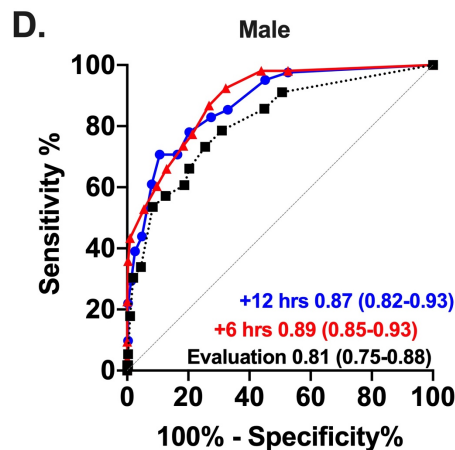 D.
Male
Sensitivity %
100
80
60
40
20
0
+12 hrs 0.87 (0.82-0.93)
+6 hrs 0.89 (0.85-0.93)
Evaluation 0.81 (0.75-0.88)
0 20 40 60 80 100
100% - Specificity%